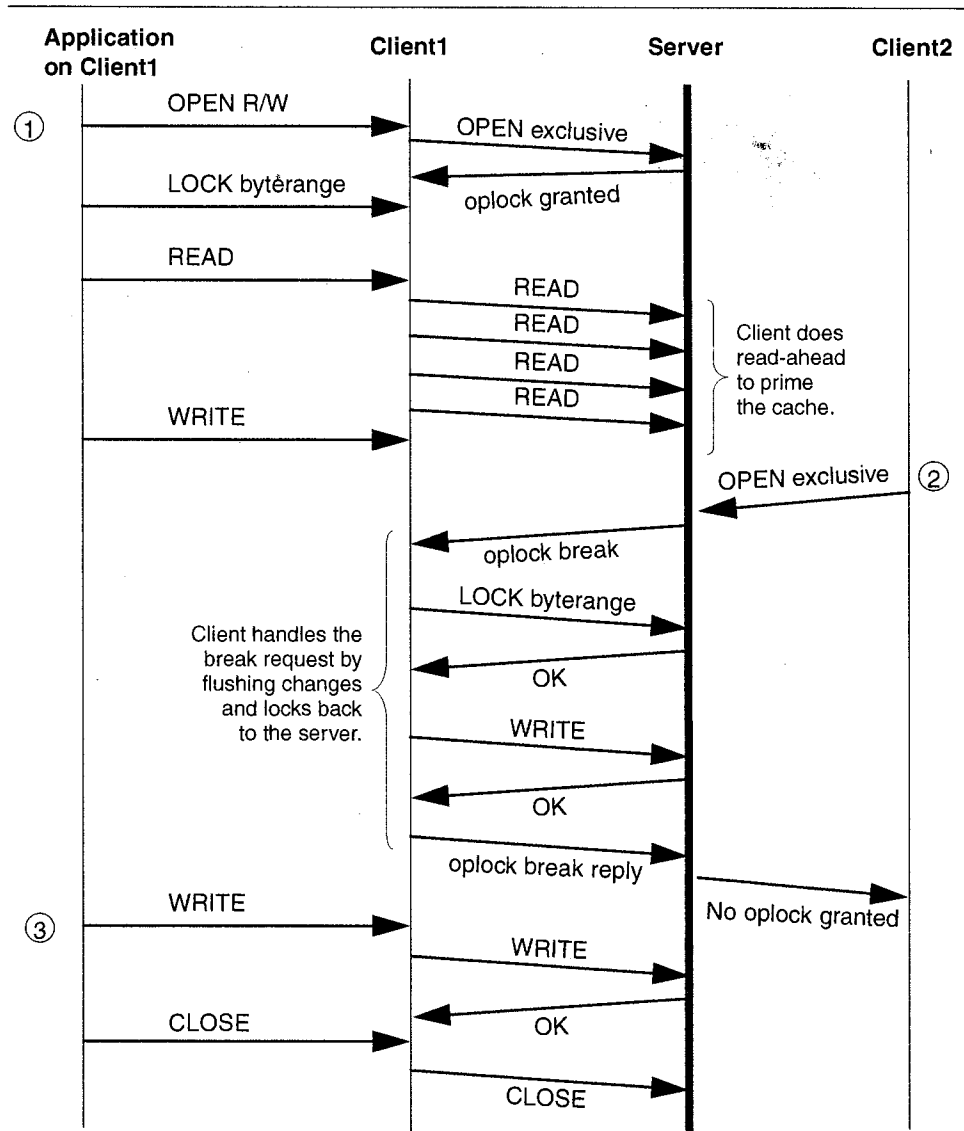 Application
on Client1
Client1
Server
Client2
1
OPEN R/W
OPEN exclusive
LOCK byterange
oplock granted
READ
READ
READ
READ
READ
Client does
read-ahead
to prime
the cache.
WRITE
OPEN exclusive
2
oplock break
LOCK byterange
Client handles the
break request by
flushing changes
and locks back
to the server.
OK
WRITE
OK
oplock break reply
No oplock granted
3
WRITE
WRITE
OK
CLOSE
CLOSE